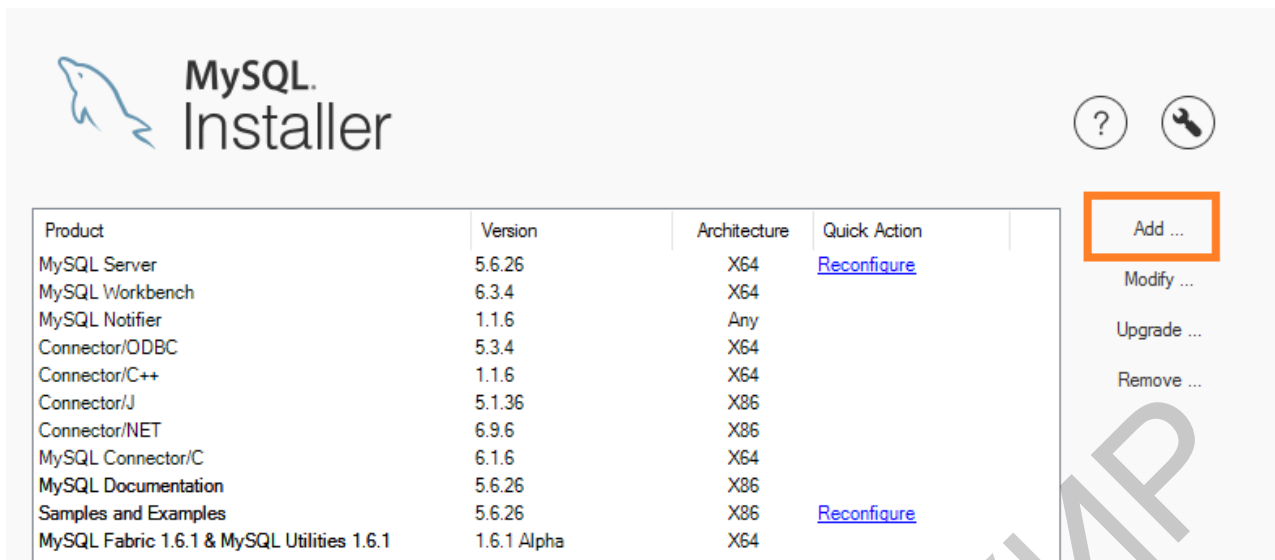 MySQL.
Installer
?
Product Version Architecture Quick Action
MySQL Server 5.6.26 X64 Reconfigure
MySQL Workbench 6.3.4 X64
MySQL Notifier 1.1.6 Any
Connector/ODBC 5.3.4 X64
Connector/C++ 1.1.6 X64
Connector/J 5.1.36 X86
Connector/NET 6.9.6 X86
MySQL Connector/C 6.1.6 X64
MySQL Documentation 5.6.26 X86
Samples and Examples 5.6.26 X86 Reconfigure
MySQL Fabric 1.6.1 & MySQL Utilities 1.6.1 1.6.1 Alpha X64
Add ...
Modify ...
Upgrade ...
Remove ...